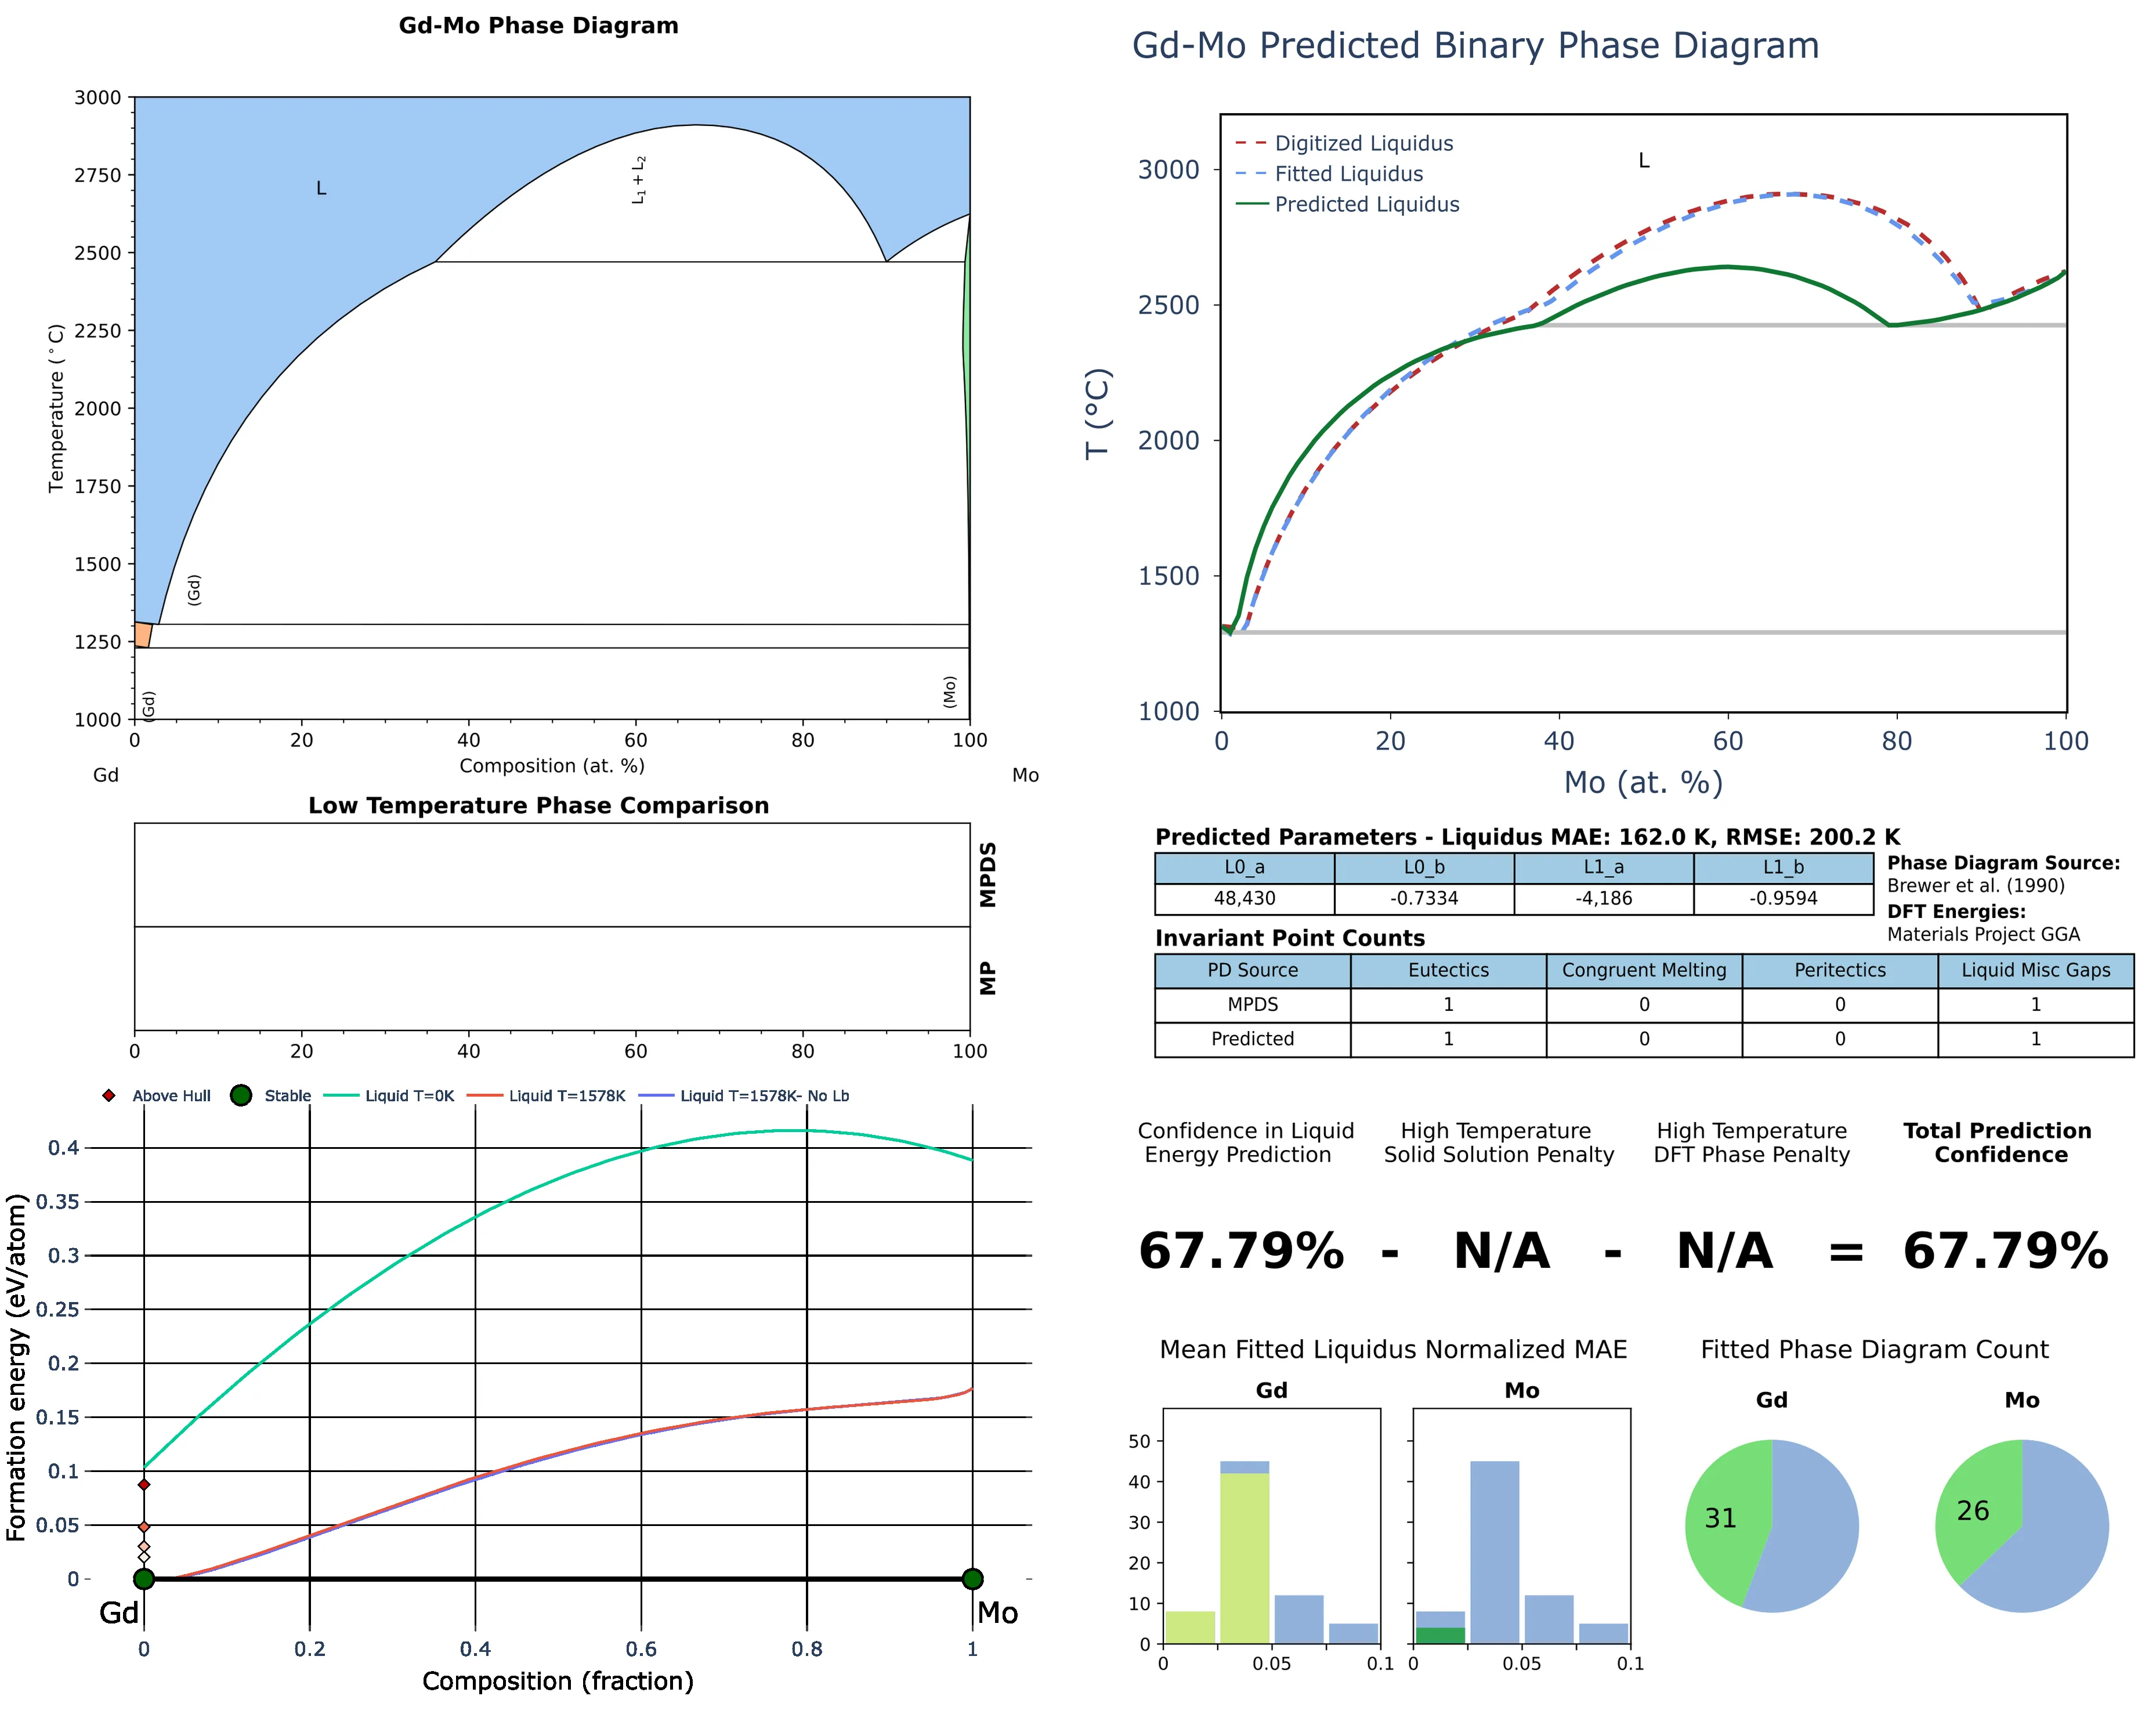 Gd-Mo Phase Diagram
3000
2750
2500
2250
2000
1750
1500
1250
1000
Temperature (°C)
L
L1 + L2
(Gd)
(Gd)
(Mo)
0 20 40 60 80 100
Composition (at. %)
Gd Mo
Low Temperature Phase Comparison
MPDS
MP
0 20 40 60 80 100
Above Hull Stable Liquid T=0K Liquid T=1578K Liquid T=1578K- No Lb
0.4
0.35
0.3
0.25
0.2
0.15
0.1
0.05
0
Formation energy (eV/atom)
Gd Mo
0 0.2 0.4 0.6 0.8 1
Composition (fraction)
Gd-Mo Predicted Binary Phase Diagram
Digitized Liquidus
Fitted Liquidus
Predicted Liquidus
L
3000
2500
2000
1500
1000
T (°C)
0 20 40 60 80 100
Mo (at. %)
Predicted Parameters - Liquidus MAE: 162.0 K, RMSE: 200.2 K
L0_a L0_b L1_a L1_b
48,430 -0.7334 -4,186 -0.9594
Phase Diagram Source:
Brewer et al. (1990)
DFT Energies:
Materials Project GGA
Invariant Point Counts
PD Source Eutectics Congruent Melting Peritectics Liquid Misc Gaps
MPDS 1 0 0 1
Predicted 1 0 0 1
Confidence in Liquid
Energy Prediction
High Temperature
Solid Solution Penalty
High Temperature
DFT Phase Penalty
Total Prediction
Confidence
67.79% - N/A - N/A = 67.79%
Mean Fitted Liquidus Normalized MAE
Gd Mo
50
40
30
20
10
0
0 0.05 0.1 0 0.05 0.1
Fitted Phase Diagram Count
Gd Mo
31 26